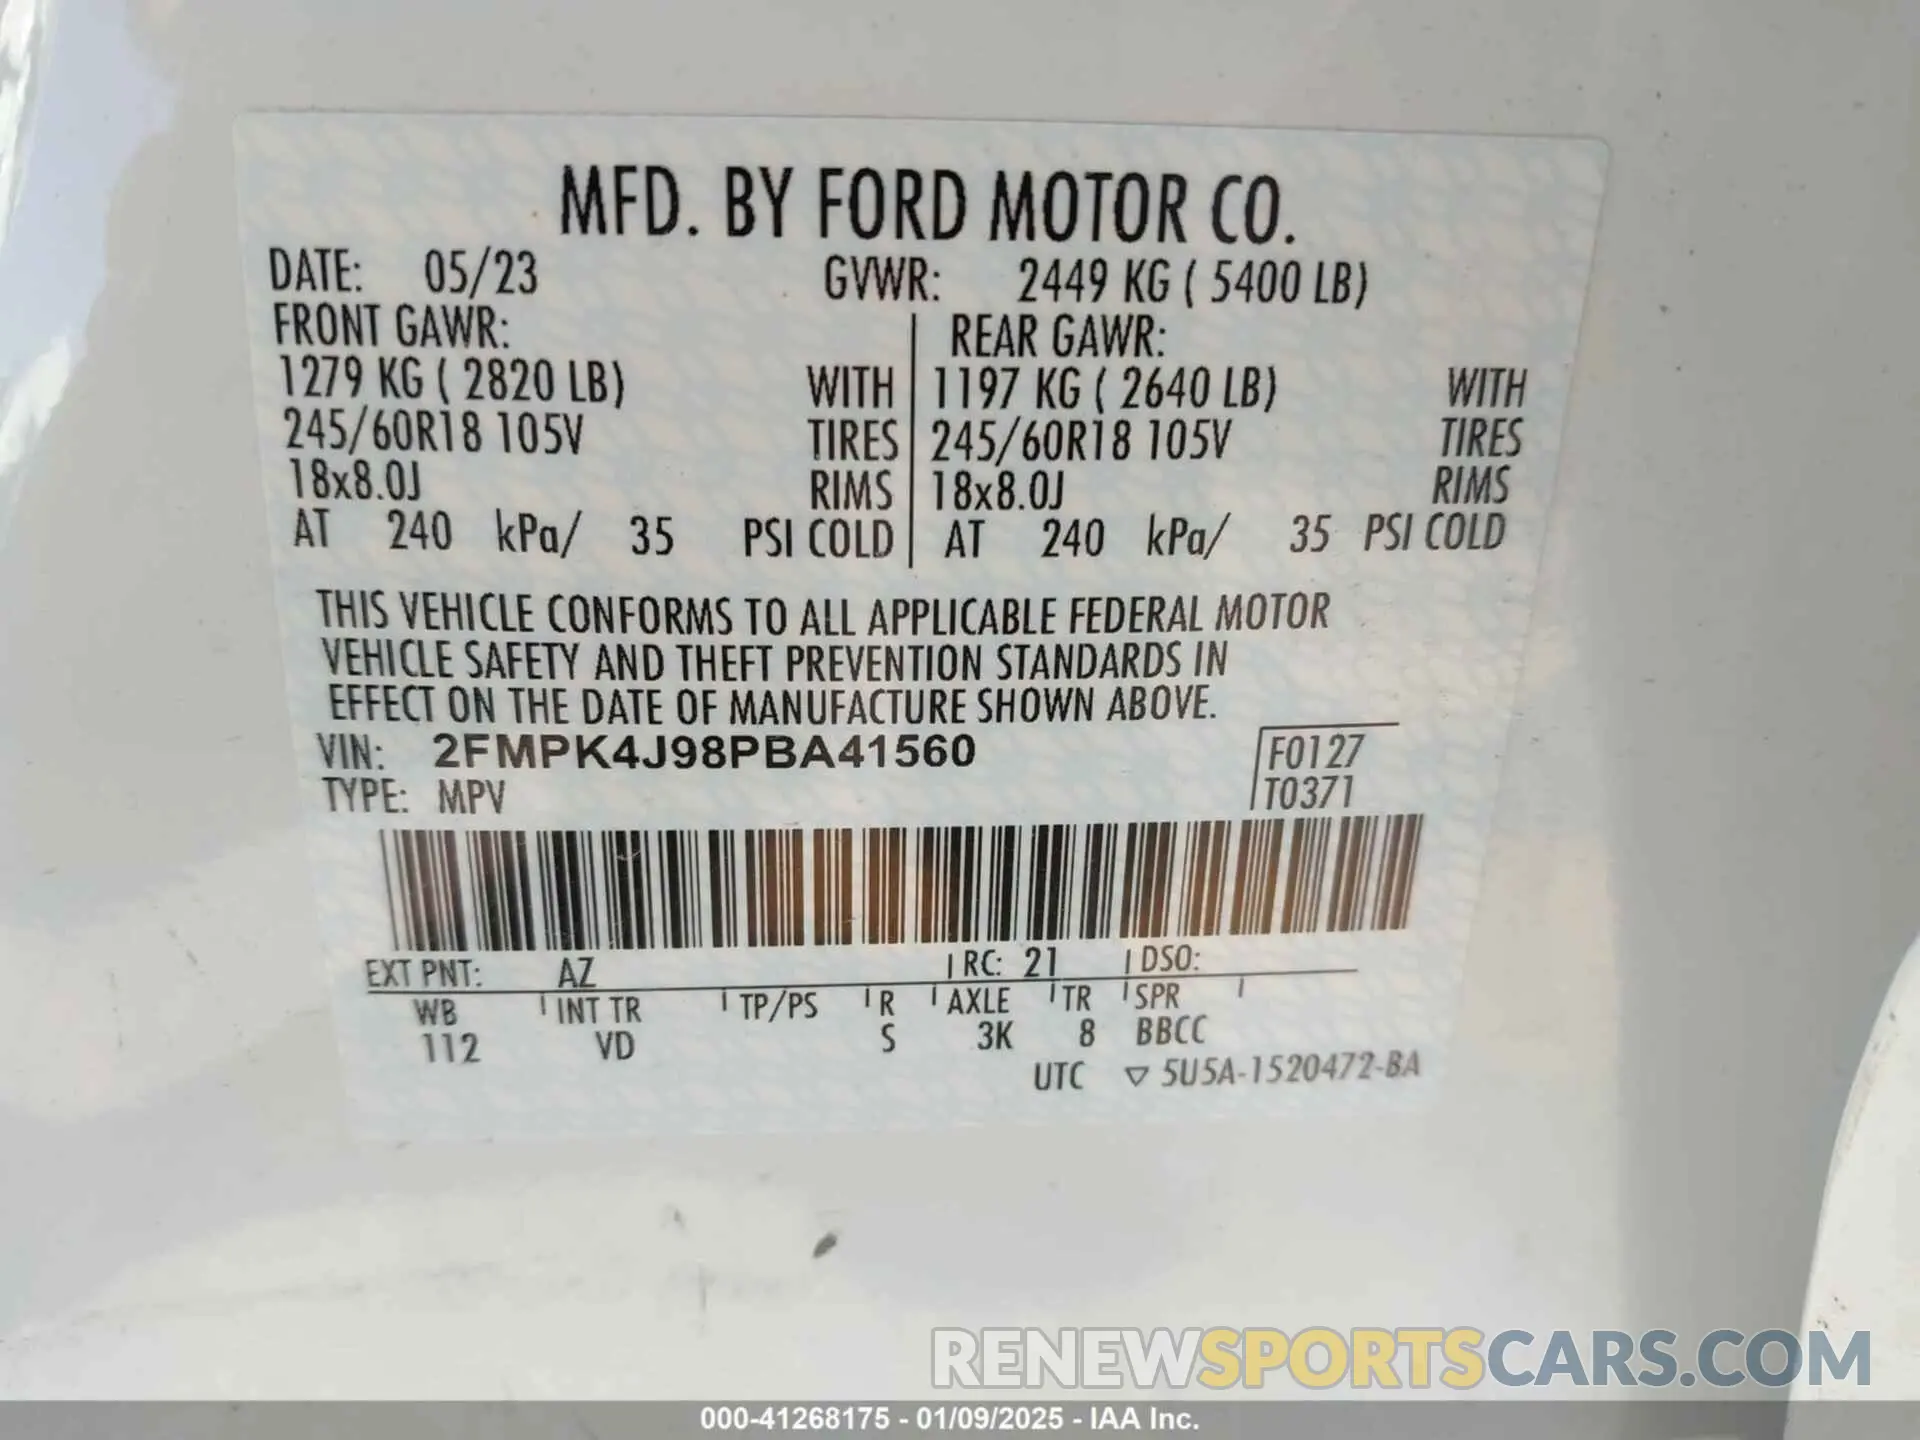 MFD. BY FORD MOTOR CO.
DATE: 05/23 GVWR: 2449 KG ( 5400 LB)
FRONT GAWR: REAR GAWR:
1279 KG ( 2820 LB) WITH 1197 KG ( 2640 LB) WITH
245/60R18 105V TIRES 245/60R18 105V TIRES
18x8.0J RIMS 18x8.0J RIMS
AT 240 kPa/ 35 PSI COLD AT 240 kPa/ 35 PSI COLD
THIS VEHICLE CONFORMS TO ALL APPLICABLE FEDERAL MOTOR
VEHICLE SAFETY AND THEFT PREVENTION STANDARDS IN
EFFECT ON THE DATE OF MANUFACTURE SHOWN ABOVE.
VIN: 2FMPK4J98PBA41560 F0127
TYPE: MPV T0371
EXT PNT: AZ RC: 21 DSO:
WB INT TR TP/PS R AXLE TR SPR
112 VD S 3K 8 BBCC
UTC ▽ 5U5A-1520472-BA
RENEWSPORTSCARS.COM
000-41268175 - 01/09/2025 - IAA Inc.